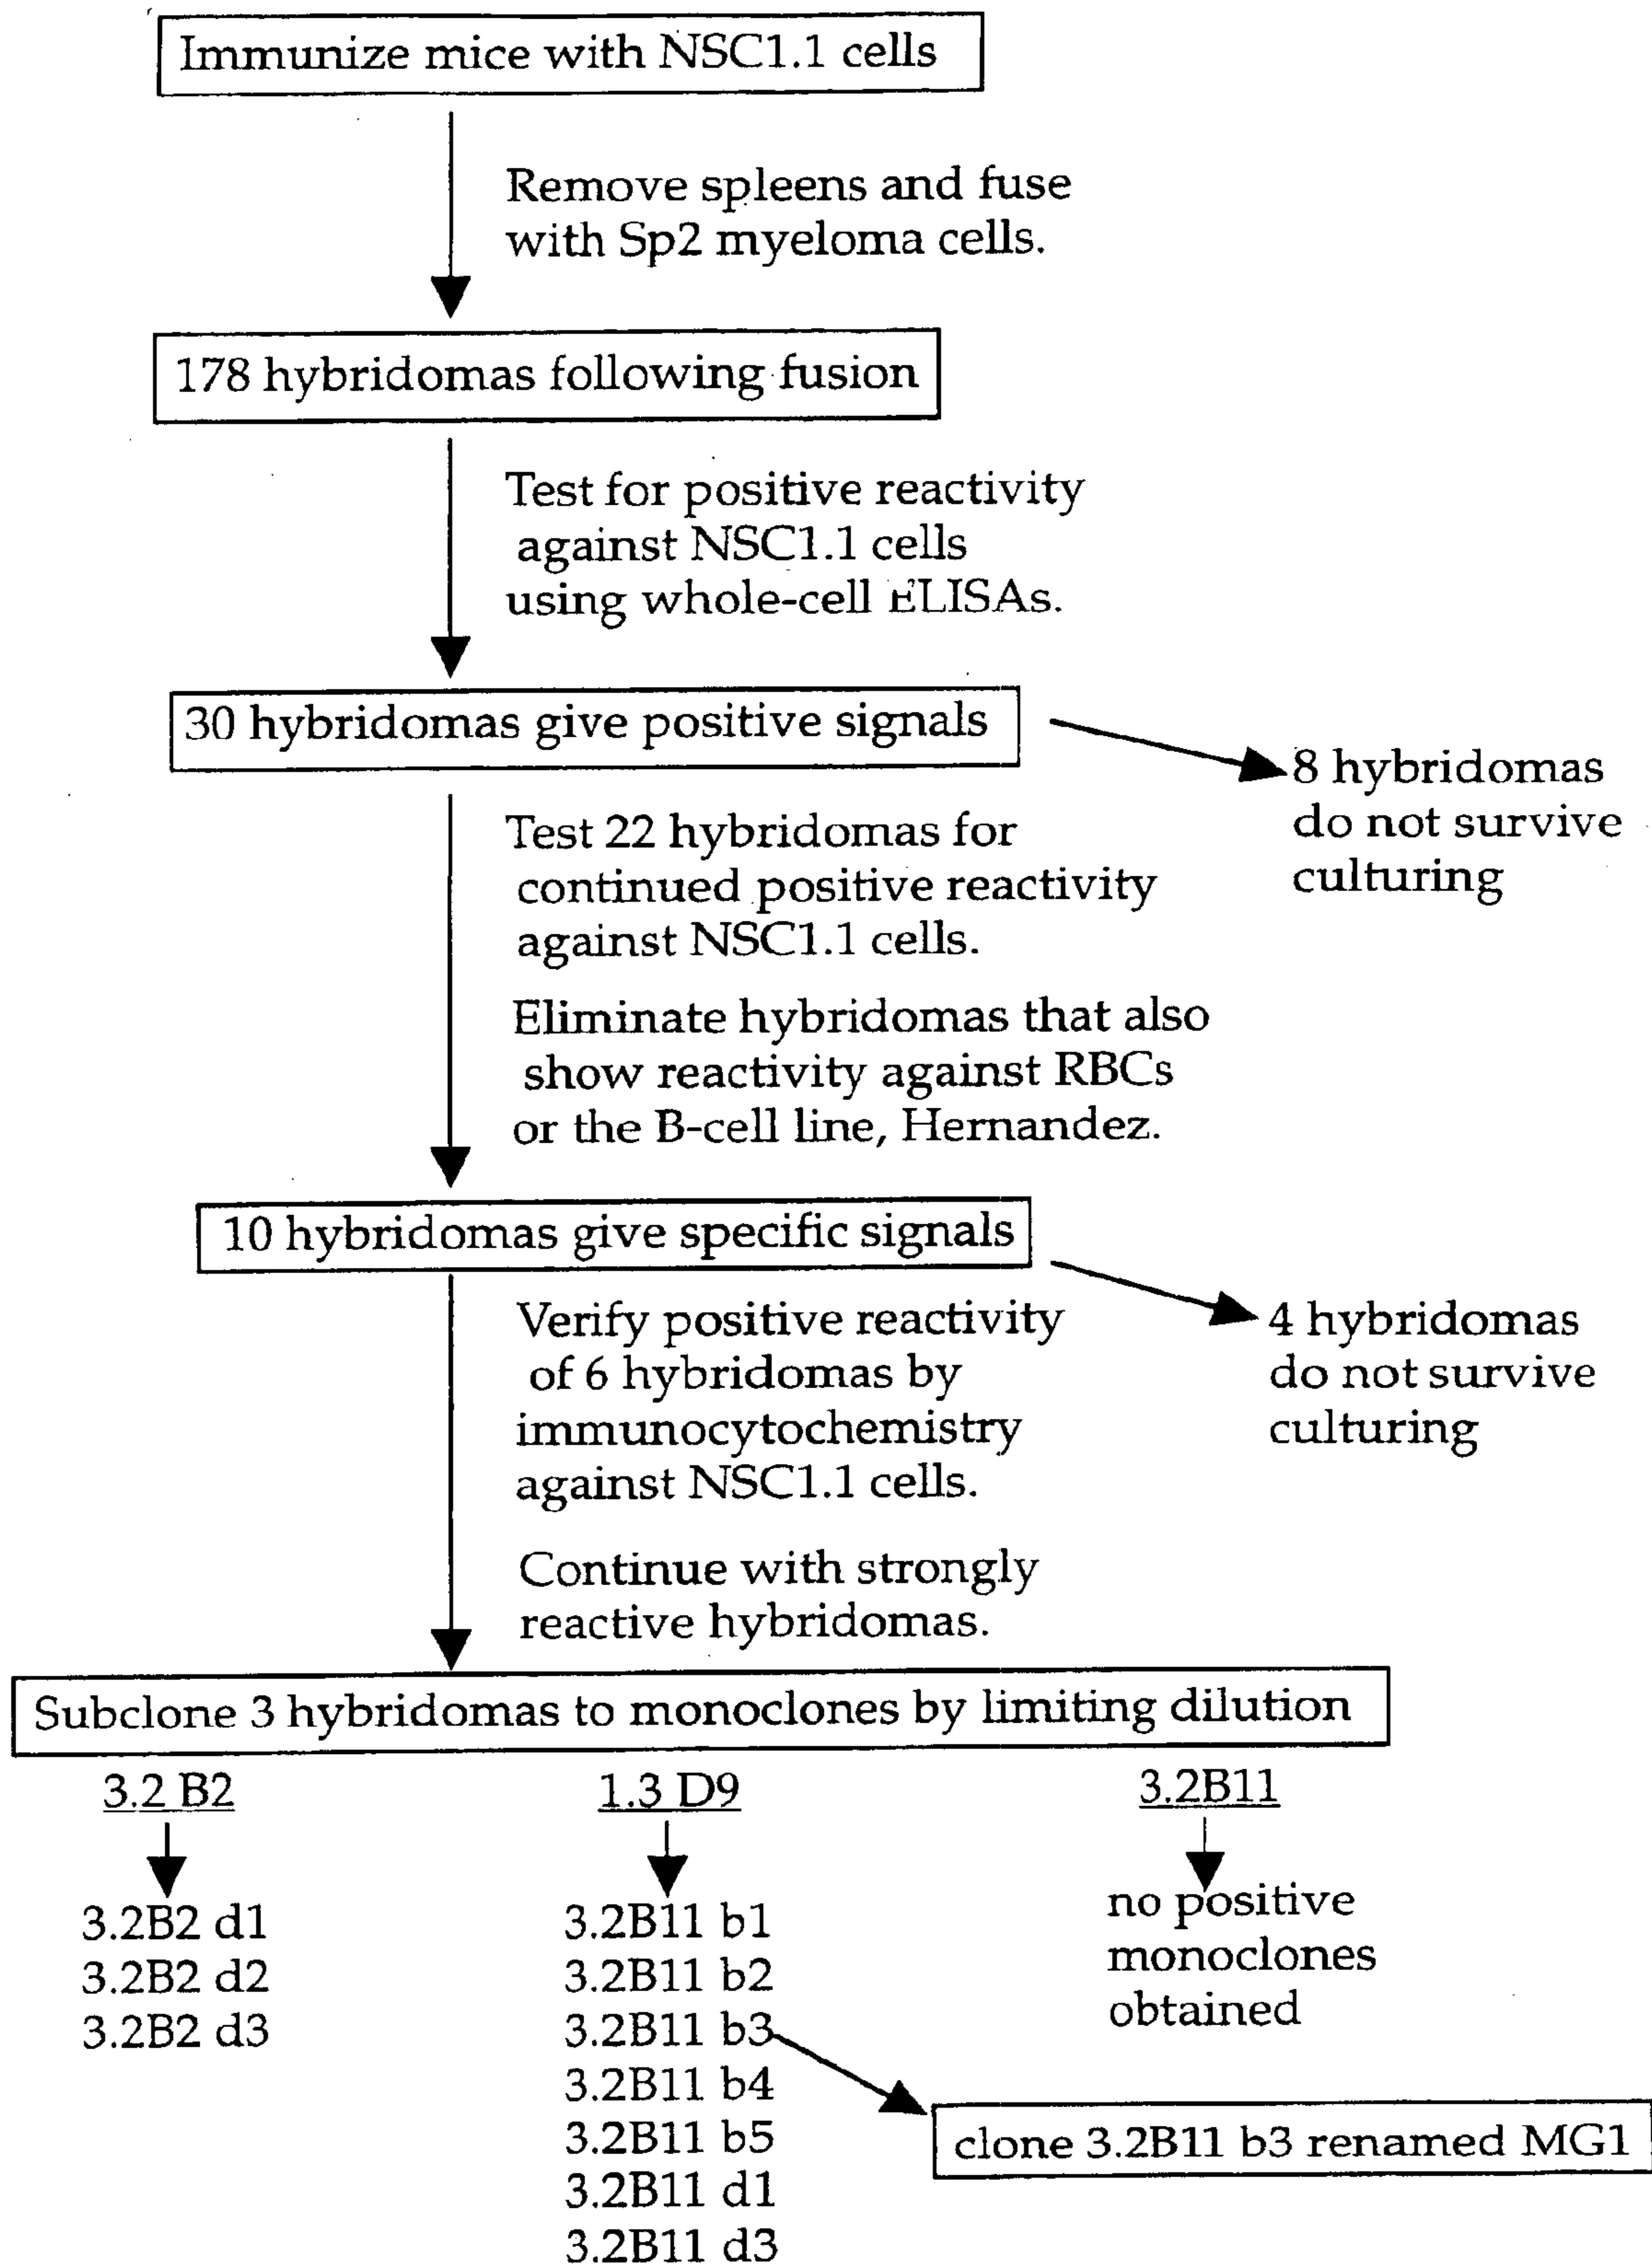 Immunize mice with NSC1.1 cells
Remove spleens and fuse
with Sp2 myeloma cells.
178 hybridomas following fusion
Test for positive reactivity
against NSC1.1 cells
using whole-cell ELISAs.
30 hybridomas give positive signals
8 hybridomas
do not survive
culturing
Test 22 hybridomas for
continued positive reactivity
against NSC1.1 cells.
Eliminate hybridomas that also
show reactivity against RBCs
or the B-cell line, Hernandez.
10 hybridomas give specific signals
4 hybridomas
do not survive
culturing
Verify positive reactivity
of 6 hybridomas by
immunocytochemistry
against NSC1.1 cells.
Continue with strongly
reactive hybridomas.
Subclone 3 hybridomas to monoclones by limiting dilution
3.2 B2
3.2B2 d1
3.2B2 d2
3.2B2 d3
1.3 D9
3.2B11 b1
3.2B11 b2
3.2B11 b3
3.2B11 b4
3.2B11 b5
3.2B11 d1
3.2B11 d3
3.2B11
no positive
monoclones
obtained
clone 3.2B11 b3 renamed MG1